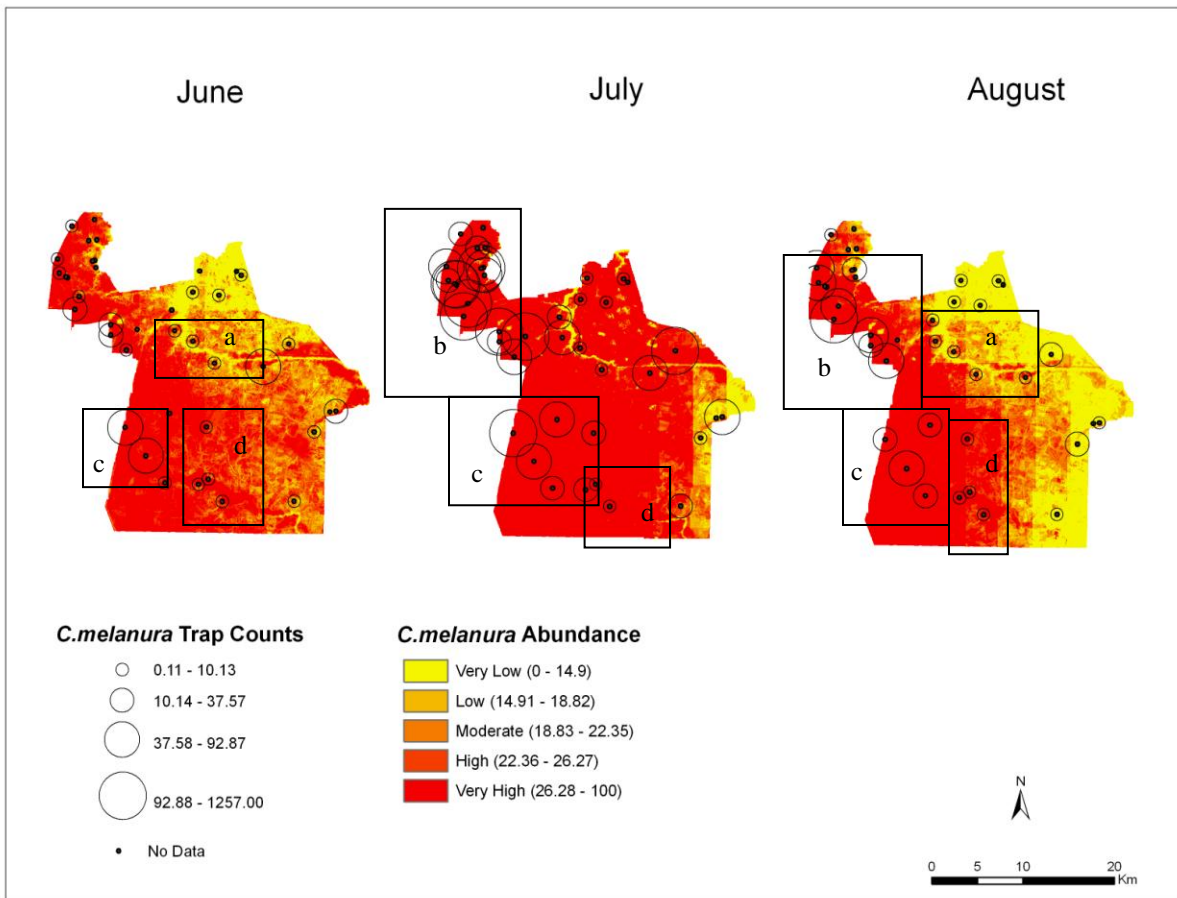 June
July
August
a
b
c
d
b
c
d
a
b
c
d
C.melanura Trap Counts
0.11 - 10.13
10.14 - 37.57
37.58 - 92.87
92.88 - 1257.00
No Data
C.melanura Abundance
Very Low (0 - 14.9)
Low (14.91 - 18.82)
Moderate (18.83 - 22.35)
High (22.36 - 26.27)
Very High (26.28 - 100)
N
0 5 10 20
Km